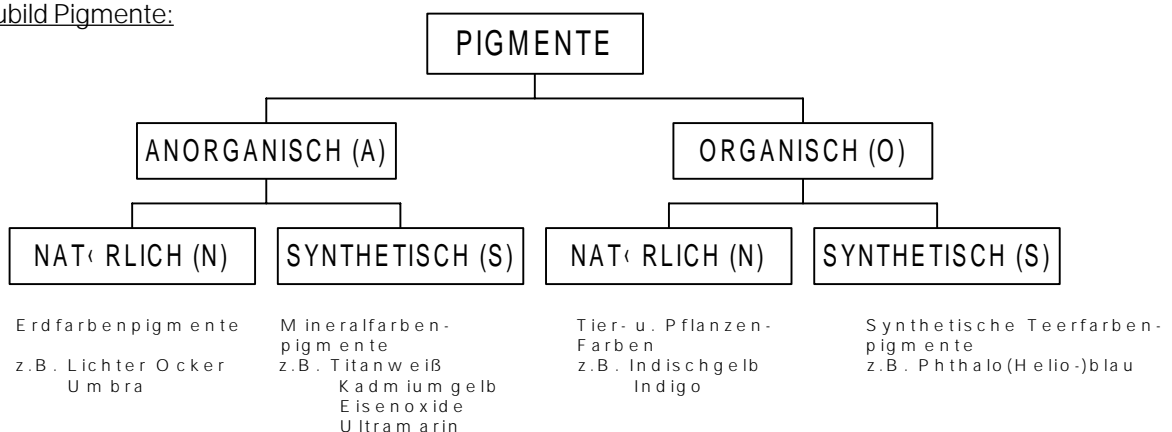 ubild Pigmente:
PIGMENTE
ANORGANISCH (A)
ORGANISCH (O)
NAT‹ RLICH (N)
SYNTHETISCH (S)
NAT‹ RLICH (N)
SYNTHETISCH (S)
Erdfarbenpigmente
z.B. Lichter Ocker
Umbra
Mineralfarben-
pigmente
z.B. Titanweiß
Kadmiumgelb
Eisenoxide
Ultramarin
Tier- u. Pflanzen-
Farben
z.B. Indischgelb
Indigo
Synthetische Teerfarben-
pigmente
z.B. Phthalo(Helio-)blau